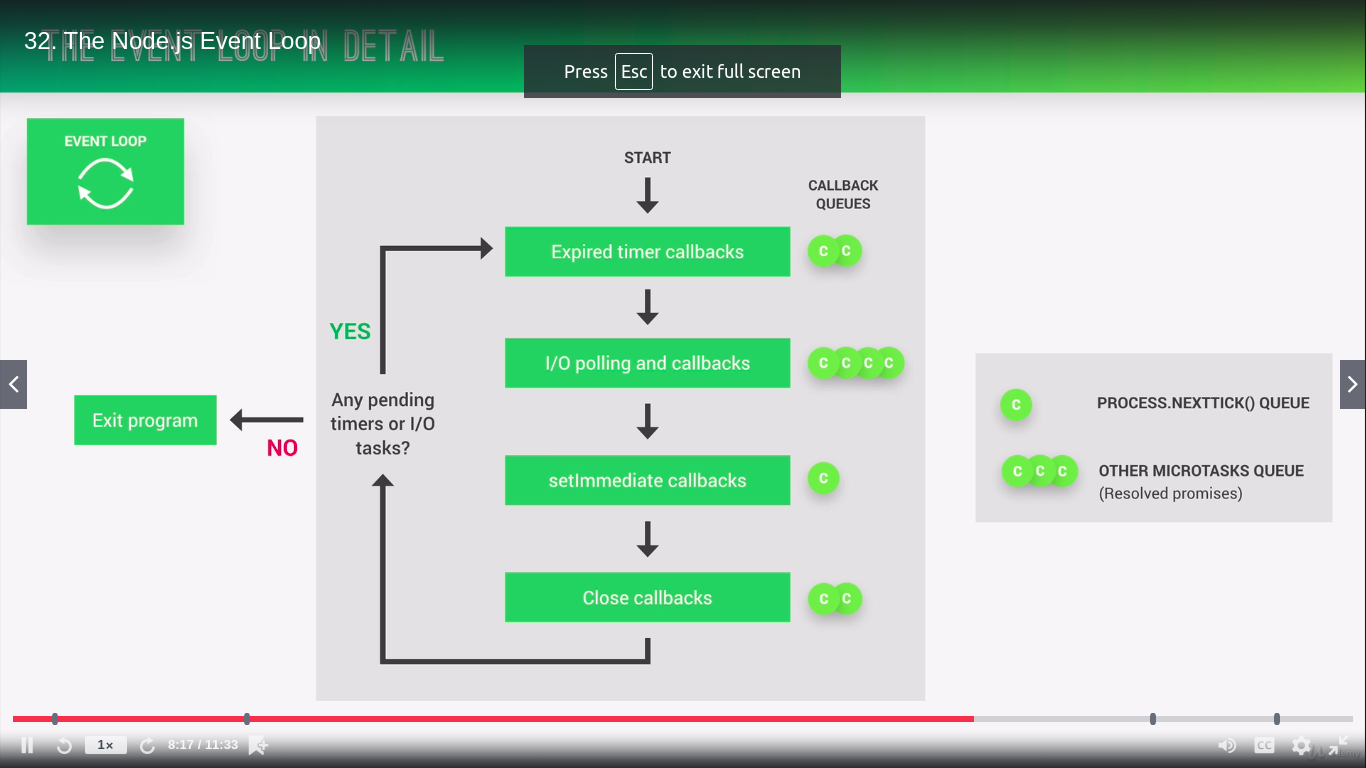 32. The Node.js Event Loop
THE EVENT LOOP IN DETAIL
Press Esc to exit full screen
EVENT LOOP
START
CALLBACK
QUEUES
Expired timer callbacks
C C
YES
I/O polling and callbacks
C C C C
Any pending
timers or I/O
tasks?
Exit program
NO
setImmediate callbacks
C
Close callbacks
C C
C
PROCESS.NEXTTICK() QUEUE
C C C
OTHER MICROTASKS QUEUE
(Resolved promises)
1x
8:17 / 11:33
CC